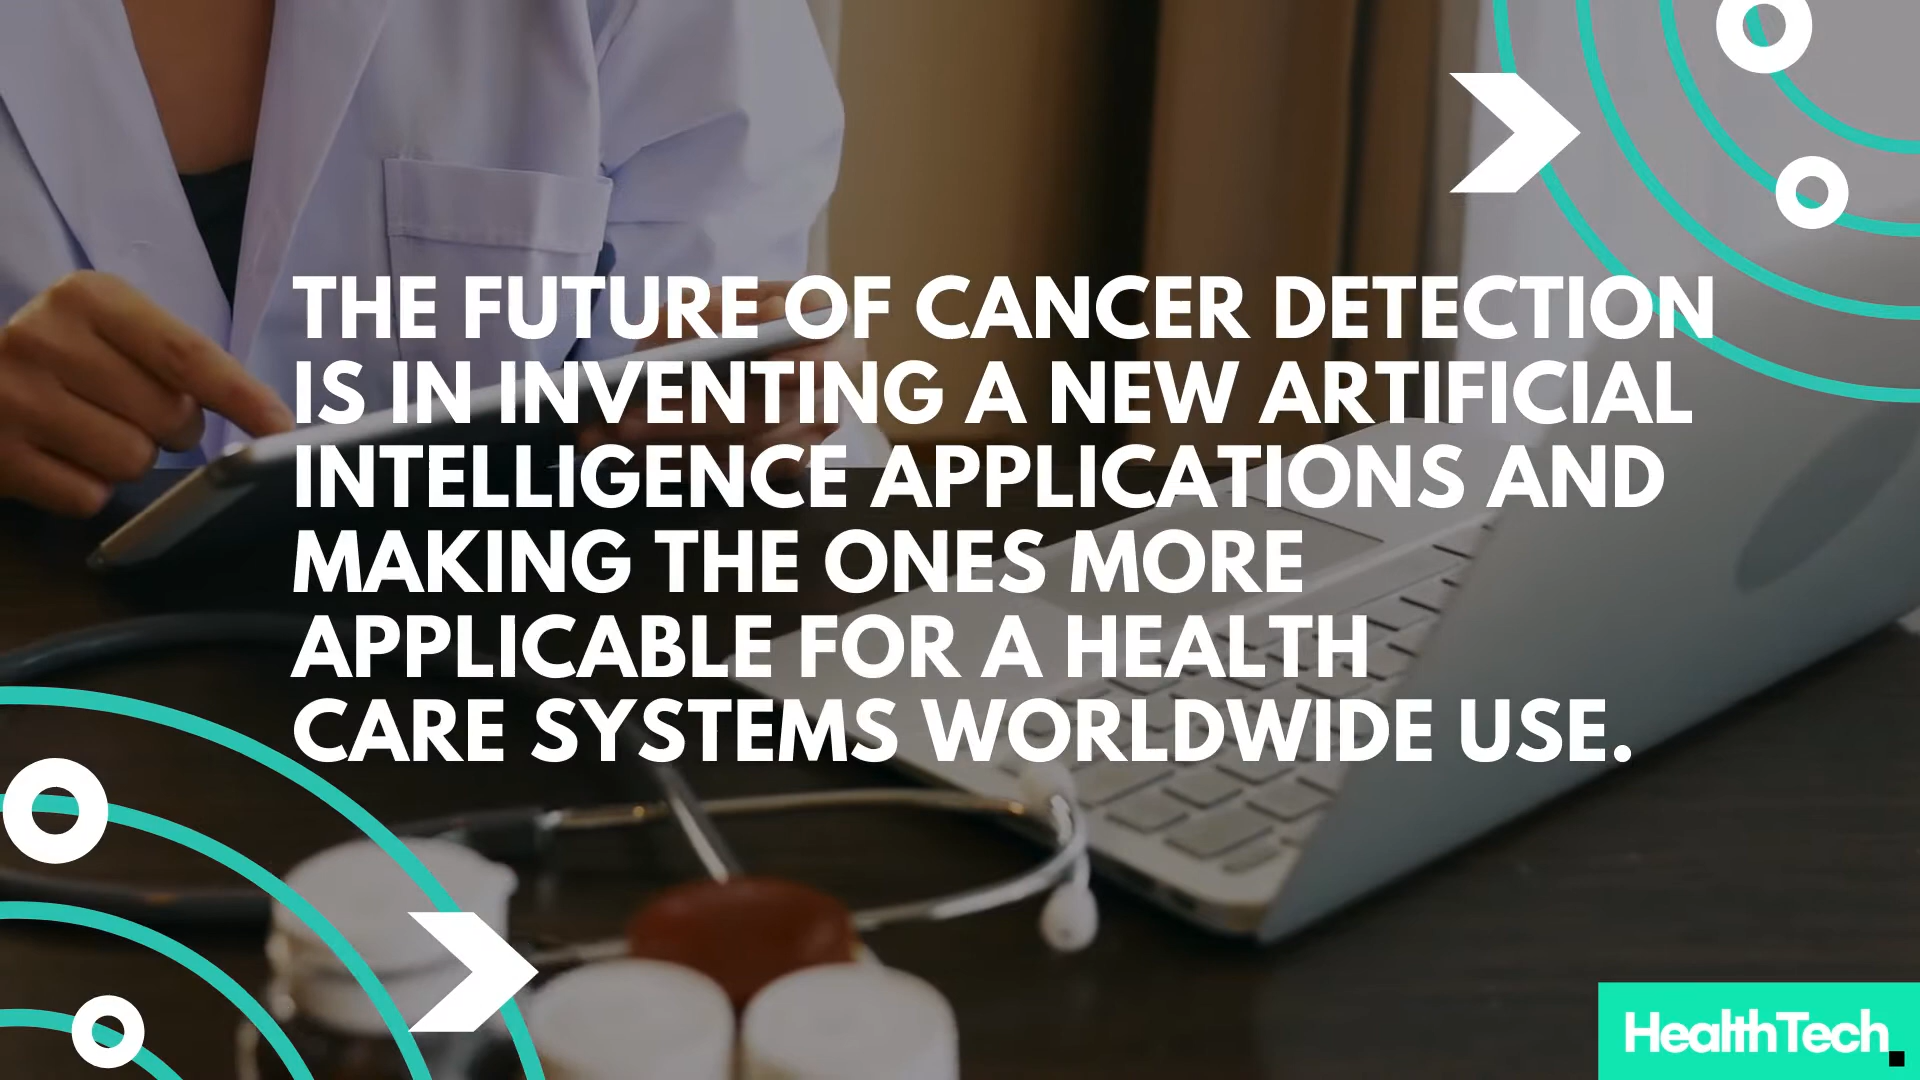 THE FUTURE OF CANCER DETECTION
IS IN INVENTING A NEW ARTIFICIAL
INTELLIGENCE APPLICATIONS AND
MAKING THE ONES MORE
APPLICABLE FOR A HEALTH
CARE SYSTEMS WORLDWIDE USE.
HealthTech